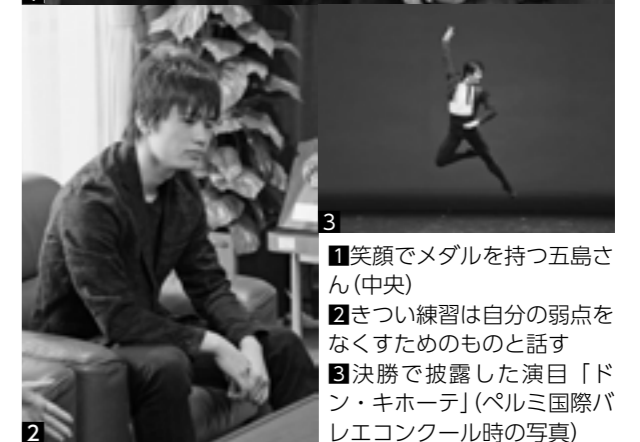 3
1笑顔でメダルを持つ五島さ
ん(中央)
2きつい練習は自分の弱点を
なくすためのものと話す
3決勝で披露した演目「ド
ン・キホーテ」(ペルミ国際バ
レエコンクール時の写真)
2